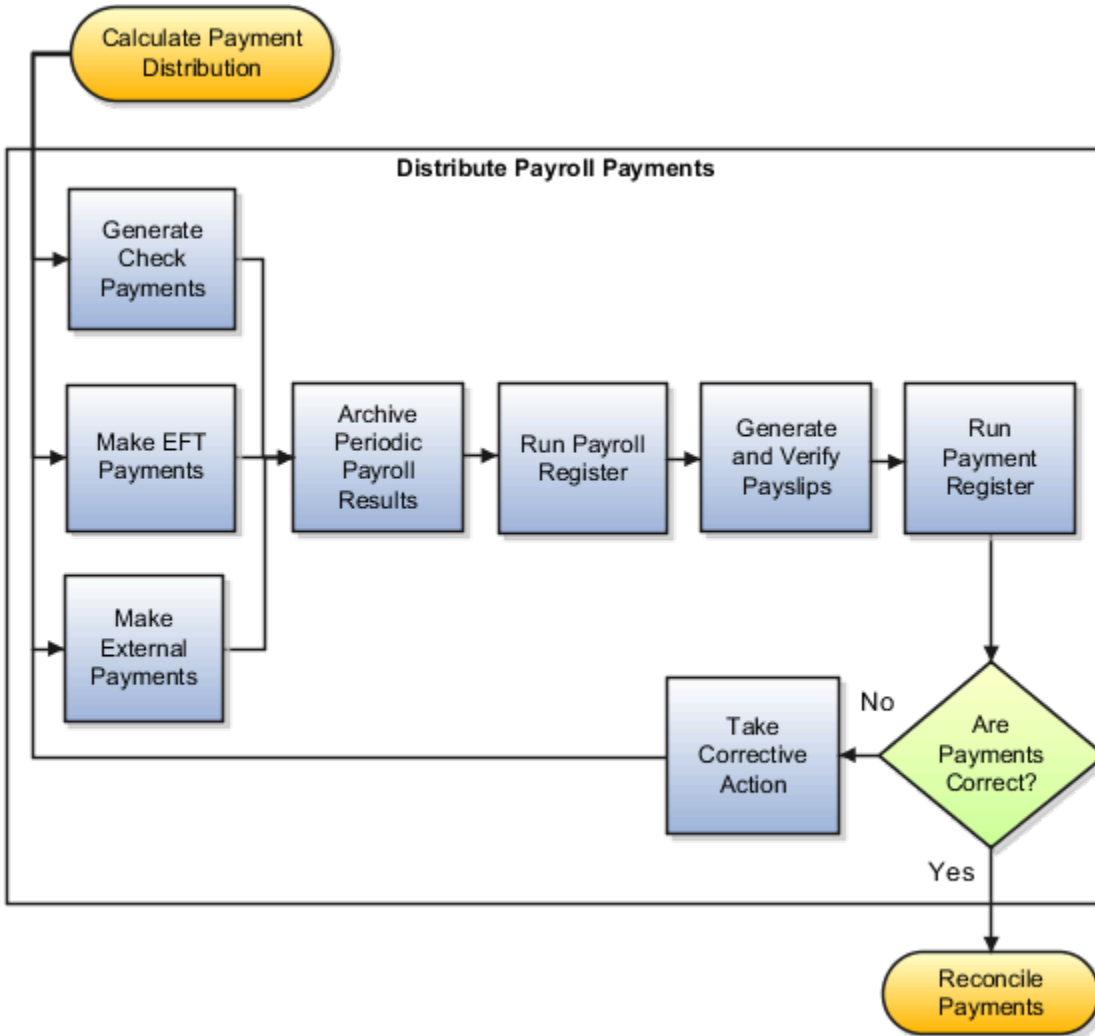 Calculate Payment
Distribution
Distribute Payroll Payments
Generate
Check
Payments
Make EFT
Payments
Make
External
Payments
Archive
Periodic
Payroll
Results
Run Payroll
Register
Generate
and Verify
Payslips
Run
Payment
Register
Are
Payments
Correct?
No
Take
Corrective
Action
Yes
Reconcile
Payments